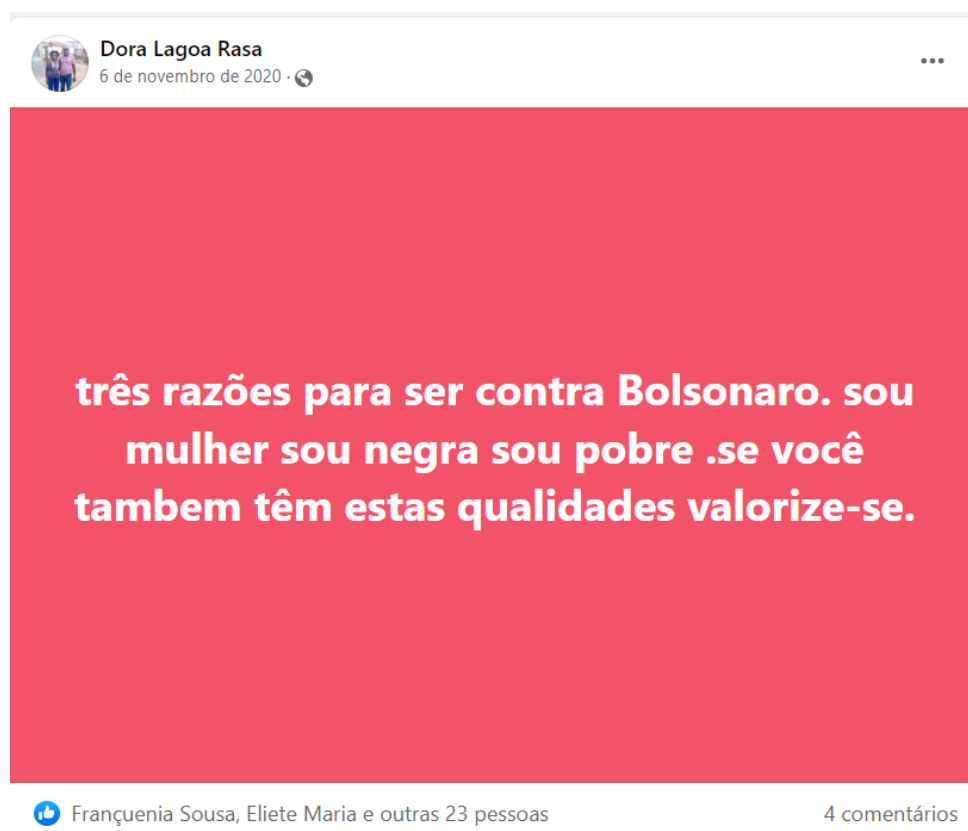 Dora Lagoa Rasa
6 de novembro de 2020 ·
três razões para ser contra Bolsonaro. sou
mulher sou negra sou pobre .se você
tambem têm estas qualidades valorize-se.
Françuenia Sousa, Eliete Maria e outras 23 pessoas
4 comentários